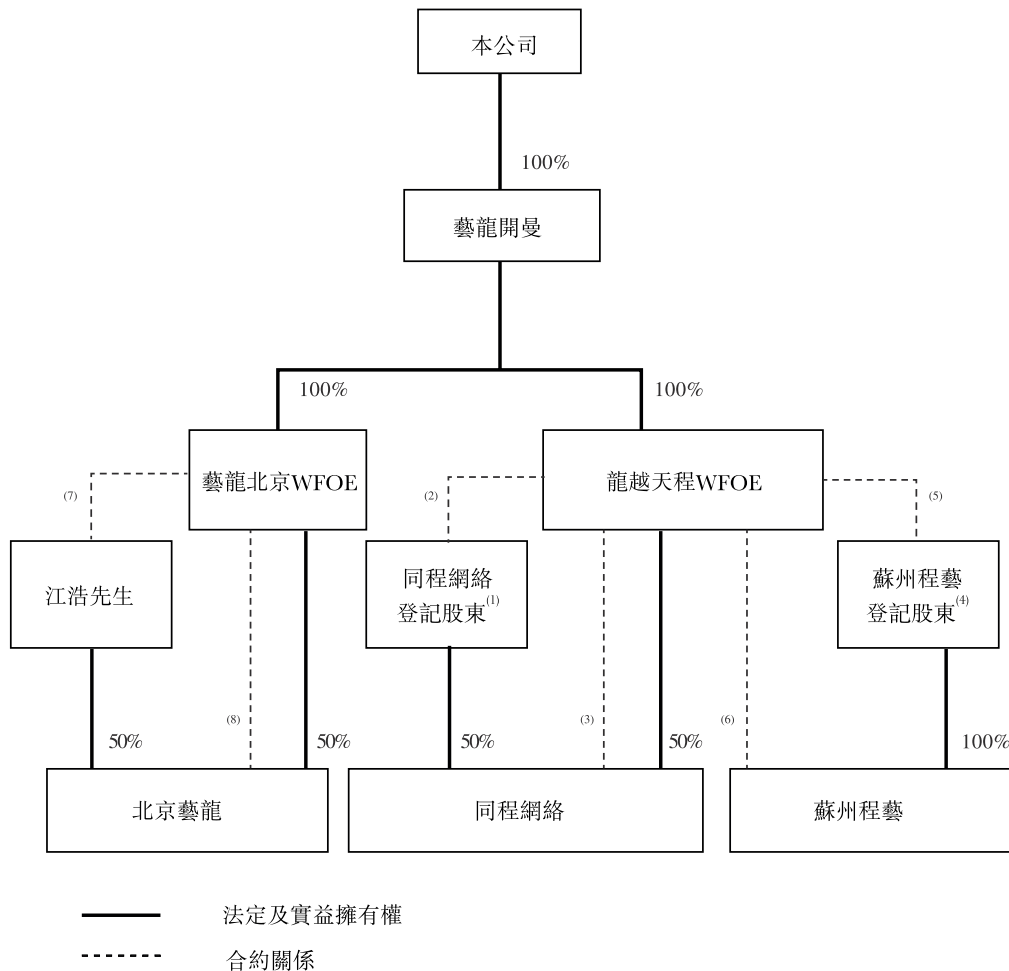 本公司
100%
藝龍開曼
100%
100%
藝龍北京WFOE
龍越天程WFOE
(7)
(2)
(5)
江浩先生
同程網絡
登記股東(1)
蘇州程藝
登記股東(4)
(8)
(3)
(6)
50%
50%
50%
50%
100%
北京藝龍
同程網絡
蘇州程藝
法定及實益擁有權
合約關係